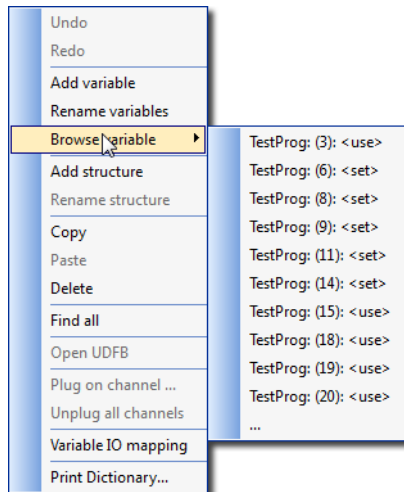 Undo
Redo
Add variable
Rename variables
Browse variable
Add structure
Rename structure
Copy
Paste
Delete
Find all
Open UDFB
Plug on channel ...
Unplug all channels
Variable IO mapping
Print Dictionary...
TestProg: (3): <use>
TestProg: (6): <set>
TestProg: (8): <set>
TestProg: (9): <set>
TestProg: (11): <set>
TestProg: (14): <set>
TestProg: (15): <use>
TestProg: (18): <use>
TestProg: (19): <use>
TestProg: (20): <use>
...